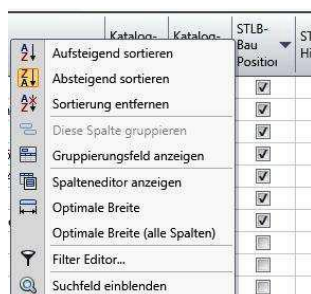 Katalog-
Katalog-
STLB-
Bau
Position
ST
Hi
Aufsteigend sortieren
Absteigend sortieren
Sortierung entfernen
Diese Spalte gruppieren
Gruppierungsfeld anzeigen
Spalteneditor anzeigen
Optimale Breite
Optimale Breite (alle Spalten)
Filter Editor...
Suchfeld einblenden